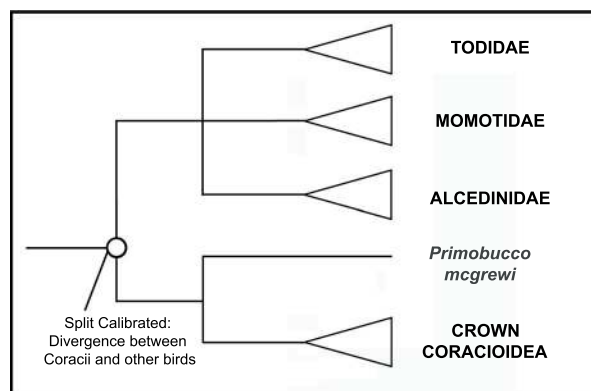 TODIDAE
MOMOTIDAE
ALCEDINIDAE
Primobucco
mcgrewi
Split Calibrated:
Divergence between
Coracii and other birds
CROWN
CORACIOIDEA